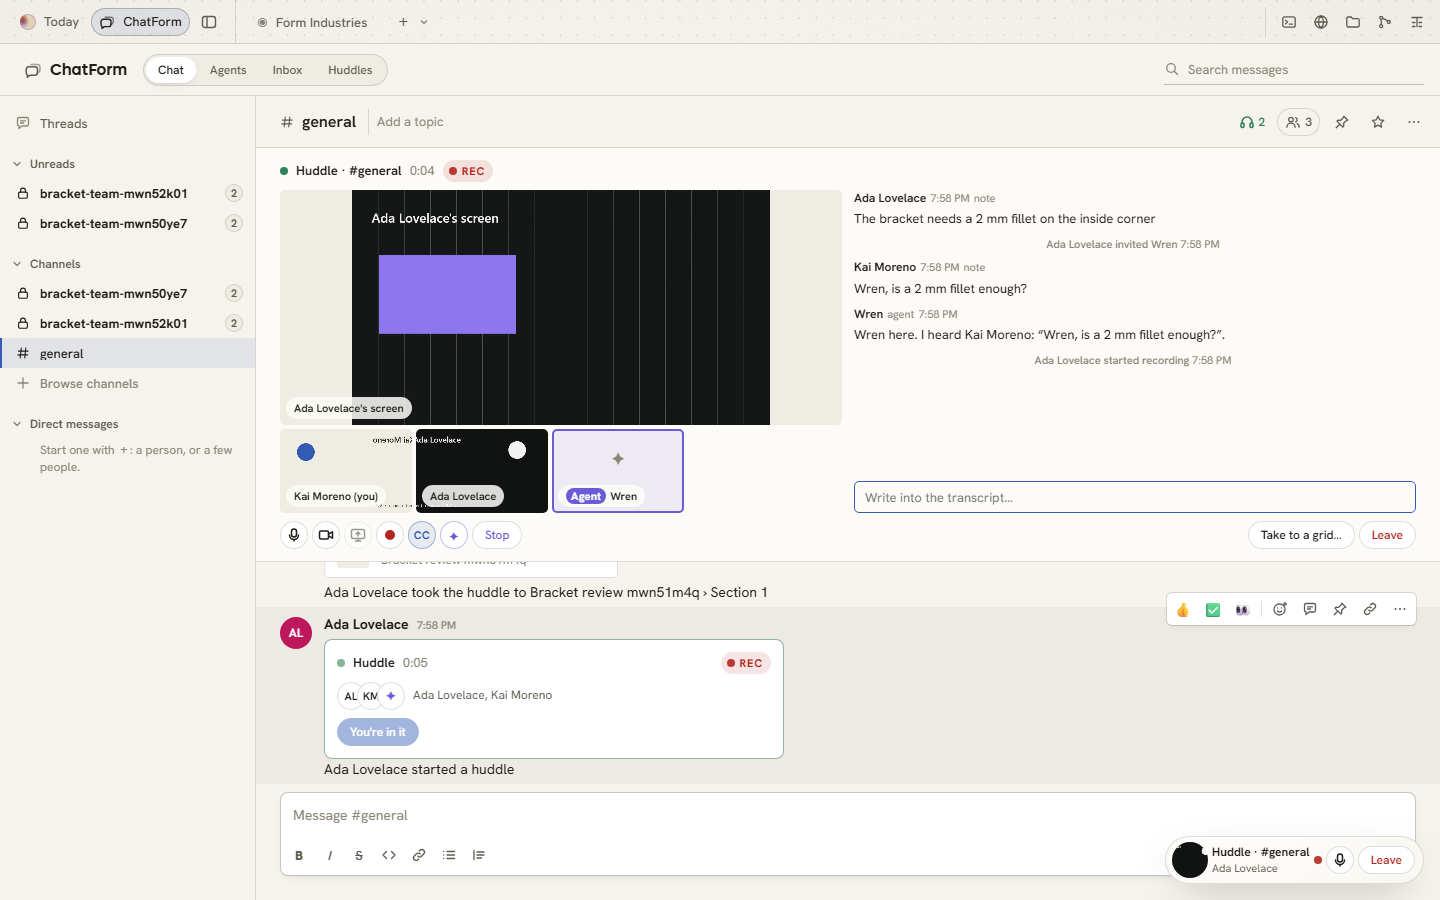 Today
ChatForm
Form Industries
ChatForm
Chat
Agents
Inbox
Huddles
Search messages
Threads
Unreads
bracket-team-mwn52k01
2
bracket-team-mwn50ye7
2
Channels
bracket-team-mwn50ye7
2
bracket-team-mwn52k01
2
general
Browse channels
Direct messages
Start one with + : a person, or a few
people.
# general
Add a topic
2
3
Huddle · #general 0:04 REC
Ada Lovelace's screen
Ada Lovelace's screen
Kai Moreno
Kai Moreno (you)
Ada Lovelace
Ada Lovelace
Agent Wren
CC
Stop
Ada Lovelace 7:58 PM note
The bracket needs a 2 mm fillet on the inside corner
Ada Lovelace invited Wren 7:58 PM
Kai Moreno 7:58 PM note
Wren, is a 2 mm fillet enough?
Wren agent 7:58 PM
Wren here. I heard Kai Moreno: “Wren, is a 2 mm fillet enough?”.
Ada Lovelace started recording 7:58 PM
Write into the transcript...
Take to a grid...
Leave
Ada Lovelace took the huddle to Bracket review mwn51m4q › Section 1
AL
Ada Lovelace 7:58 PM
Huddle 0:05
REC
AL KM
Ada Lovelace, Kai Moreno
You're in it
Ada Lovelace started a huddle
Message #general
B I S
Huddle · #general
Ada Lovelace
Leave